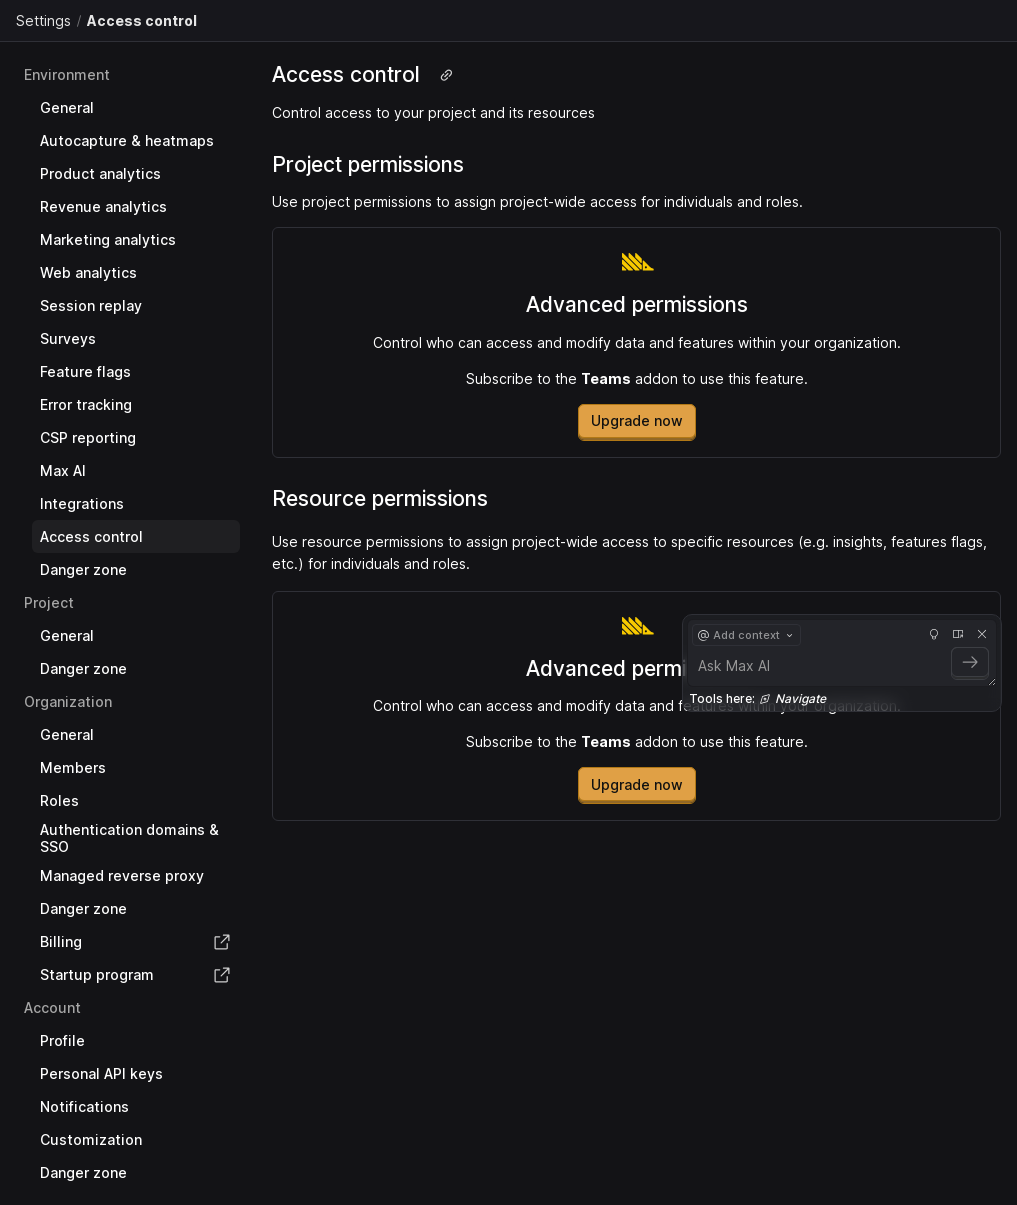 Settings / Access control
Environment
General
Autocapture & heatmaps
Product analytics
Revenue analytics
Marketing analytics
Web analytics
Session replay
Surveys
Feature flags
Error tracking
CSP reporting
Max AI
Integrations
Access control
Danger zone
Project
General
Danger zone
Organization
General
Members
Roles
Authentication domains &
SSO
Managed reverse proxy
Danger zone
Billing
Startup program
Account
Profile
Personal API keys
Notifications
Customization
Danger zone
Access control
Control access to your project and its resources
Project permissions
Use project permissions to assign project-wide access for individuals and roles.
Advanced permissions
Control who can access and modify data and features within your organization.
Subscribe to the Teams addon to use this feature.
Upgrade now
Resource permissions
Use resource permissions to assign project-wide access to specific resources (e.g. insights, features flags,
etc.) for individuals and roles.
Advanced permi
Control who can access and modify data and features within your organization.
Subscribe to the Teams addon to use this feature.
Upgrade now
@ Add context
Ask Max AI
Tools here: Navigate